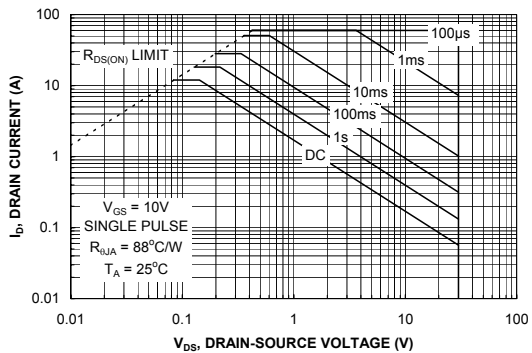 100
10
1
0.1
0.01
I_D, DRAIN CURRENT (A)
R_DS(ON) LIMIT
100μs
1ms
10ms
100ms
1s
DC
V_GS = 10V
SINGLE PULSE
R_θJA = 88°C/W
T_A = 25°C
0.01
0.1
1
10
100
V_DS, DRAIN-SOURCE VOLTAGE (V)